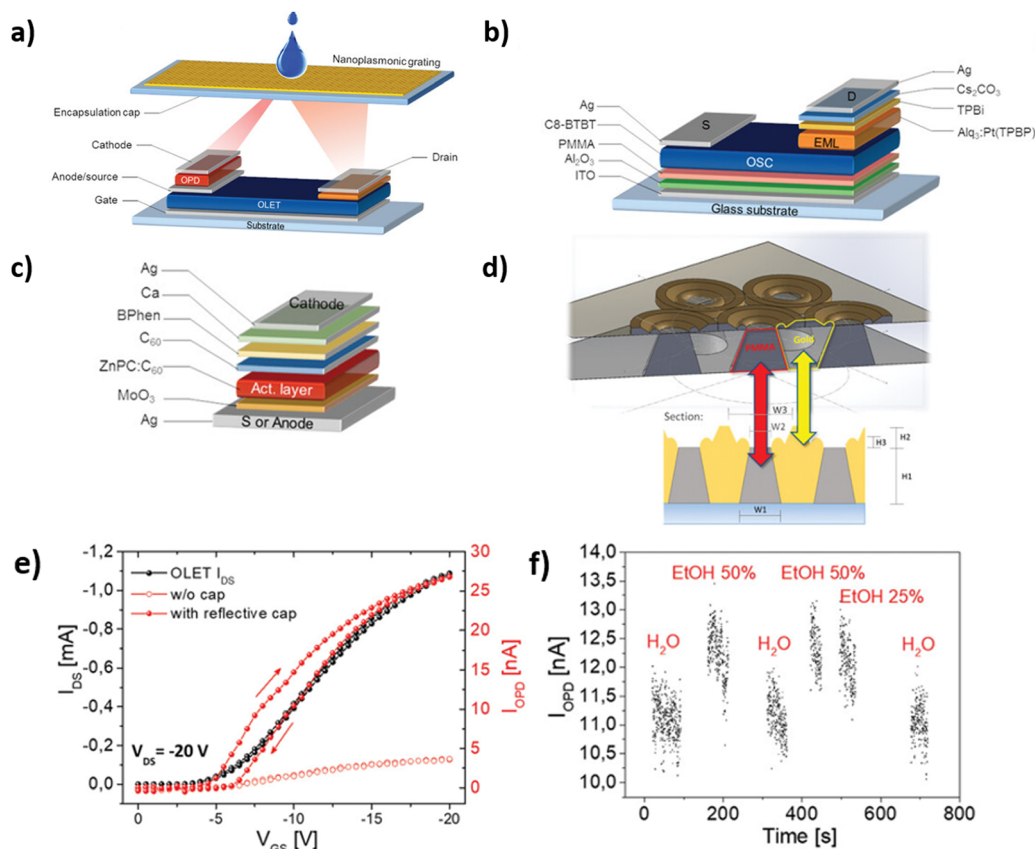 a)
Nanoplasmonic grating
Encapsulation cap
Cathode
OPD
Drain
Anode/source
OLET
Gate
Substrate
b)
Ag
C8-BTBT
PMMA
Al2O3
ITO
S
D
EML
OSC
Glass substrate
Ag
Cs2CO3
TPBi
Alq3:Pt(TPBP)
c)
Ag
Ca
BPhen
C60
ZnPC:C60
MoO3
Ag
Cathode
Act. layer
S or Anode
d)
PMMA
Gold
Section:
W3
W2
H3
H2
H1
W1
e)
-1,2
-1,0
-0,8
-0,6
-0,4
-0,2
0,0
IDS [mA]
OLET IDS
w/o cap
with reflective cap
VDS = -20 V
30
25
20
15
10
5
0
IOPD [nA]
0 -5 -10 -15 -20
VGS [V]
f)
14,0
13,5
13,0
12,5
12,0
11,5
11,0
10,5
10,0
IOPD [nA]
EtOH 50%
EtOH 50%
EtOH 25%
H2O
H2O
H2O
0 200 400 600 800
Time [s]